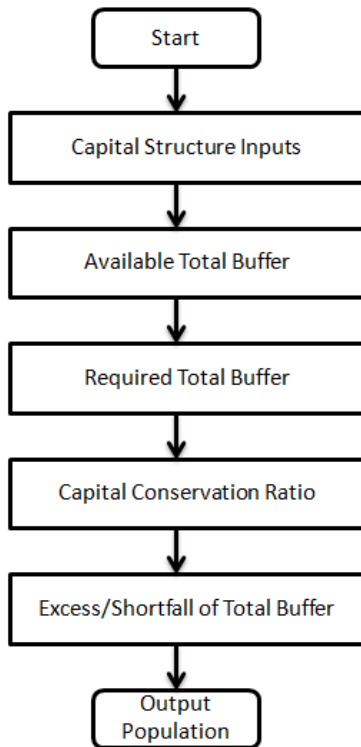 Start
Capital Structure Inputs
Available Total Buffer
Required Total Buffer
Capital Conservation Ratio
Excess/Shortfall of Total Buffer
Output
Population